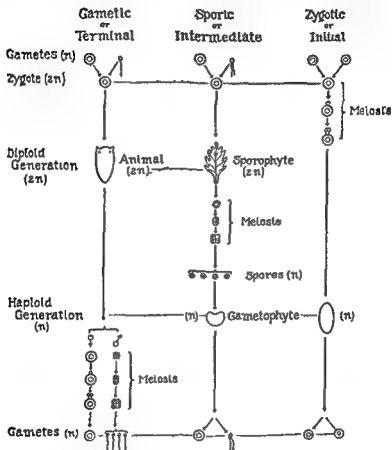 Gametic or Terminal
Sporic or Intermediate
Zygotic or Initial
Gametes (n)
Zygote (2n)
Meiosis
Diploid Generation (2n)
Animal (2n)
Sporophyte (2n)
Meiosis
Spores (n)
Haploid Generation (n)
(n) Gametophyte
(n)
♀ ♂
Meiosis
Gametes (n)